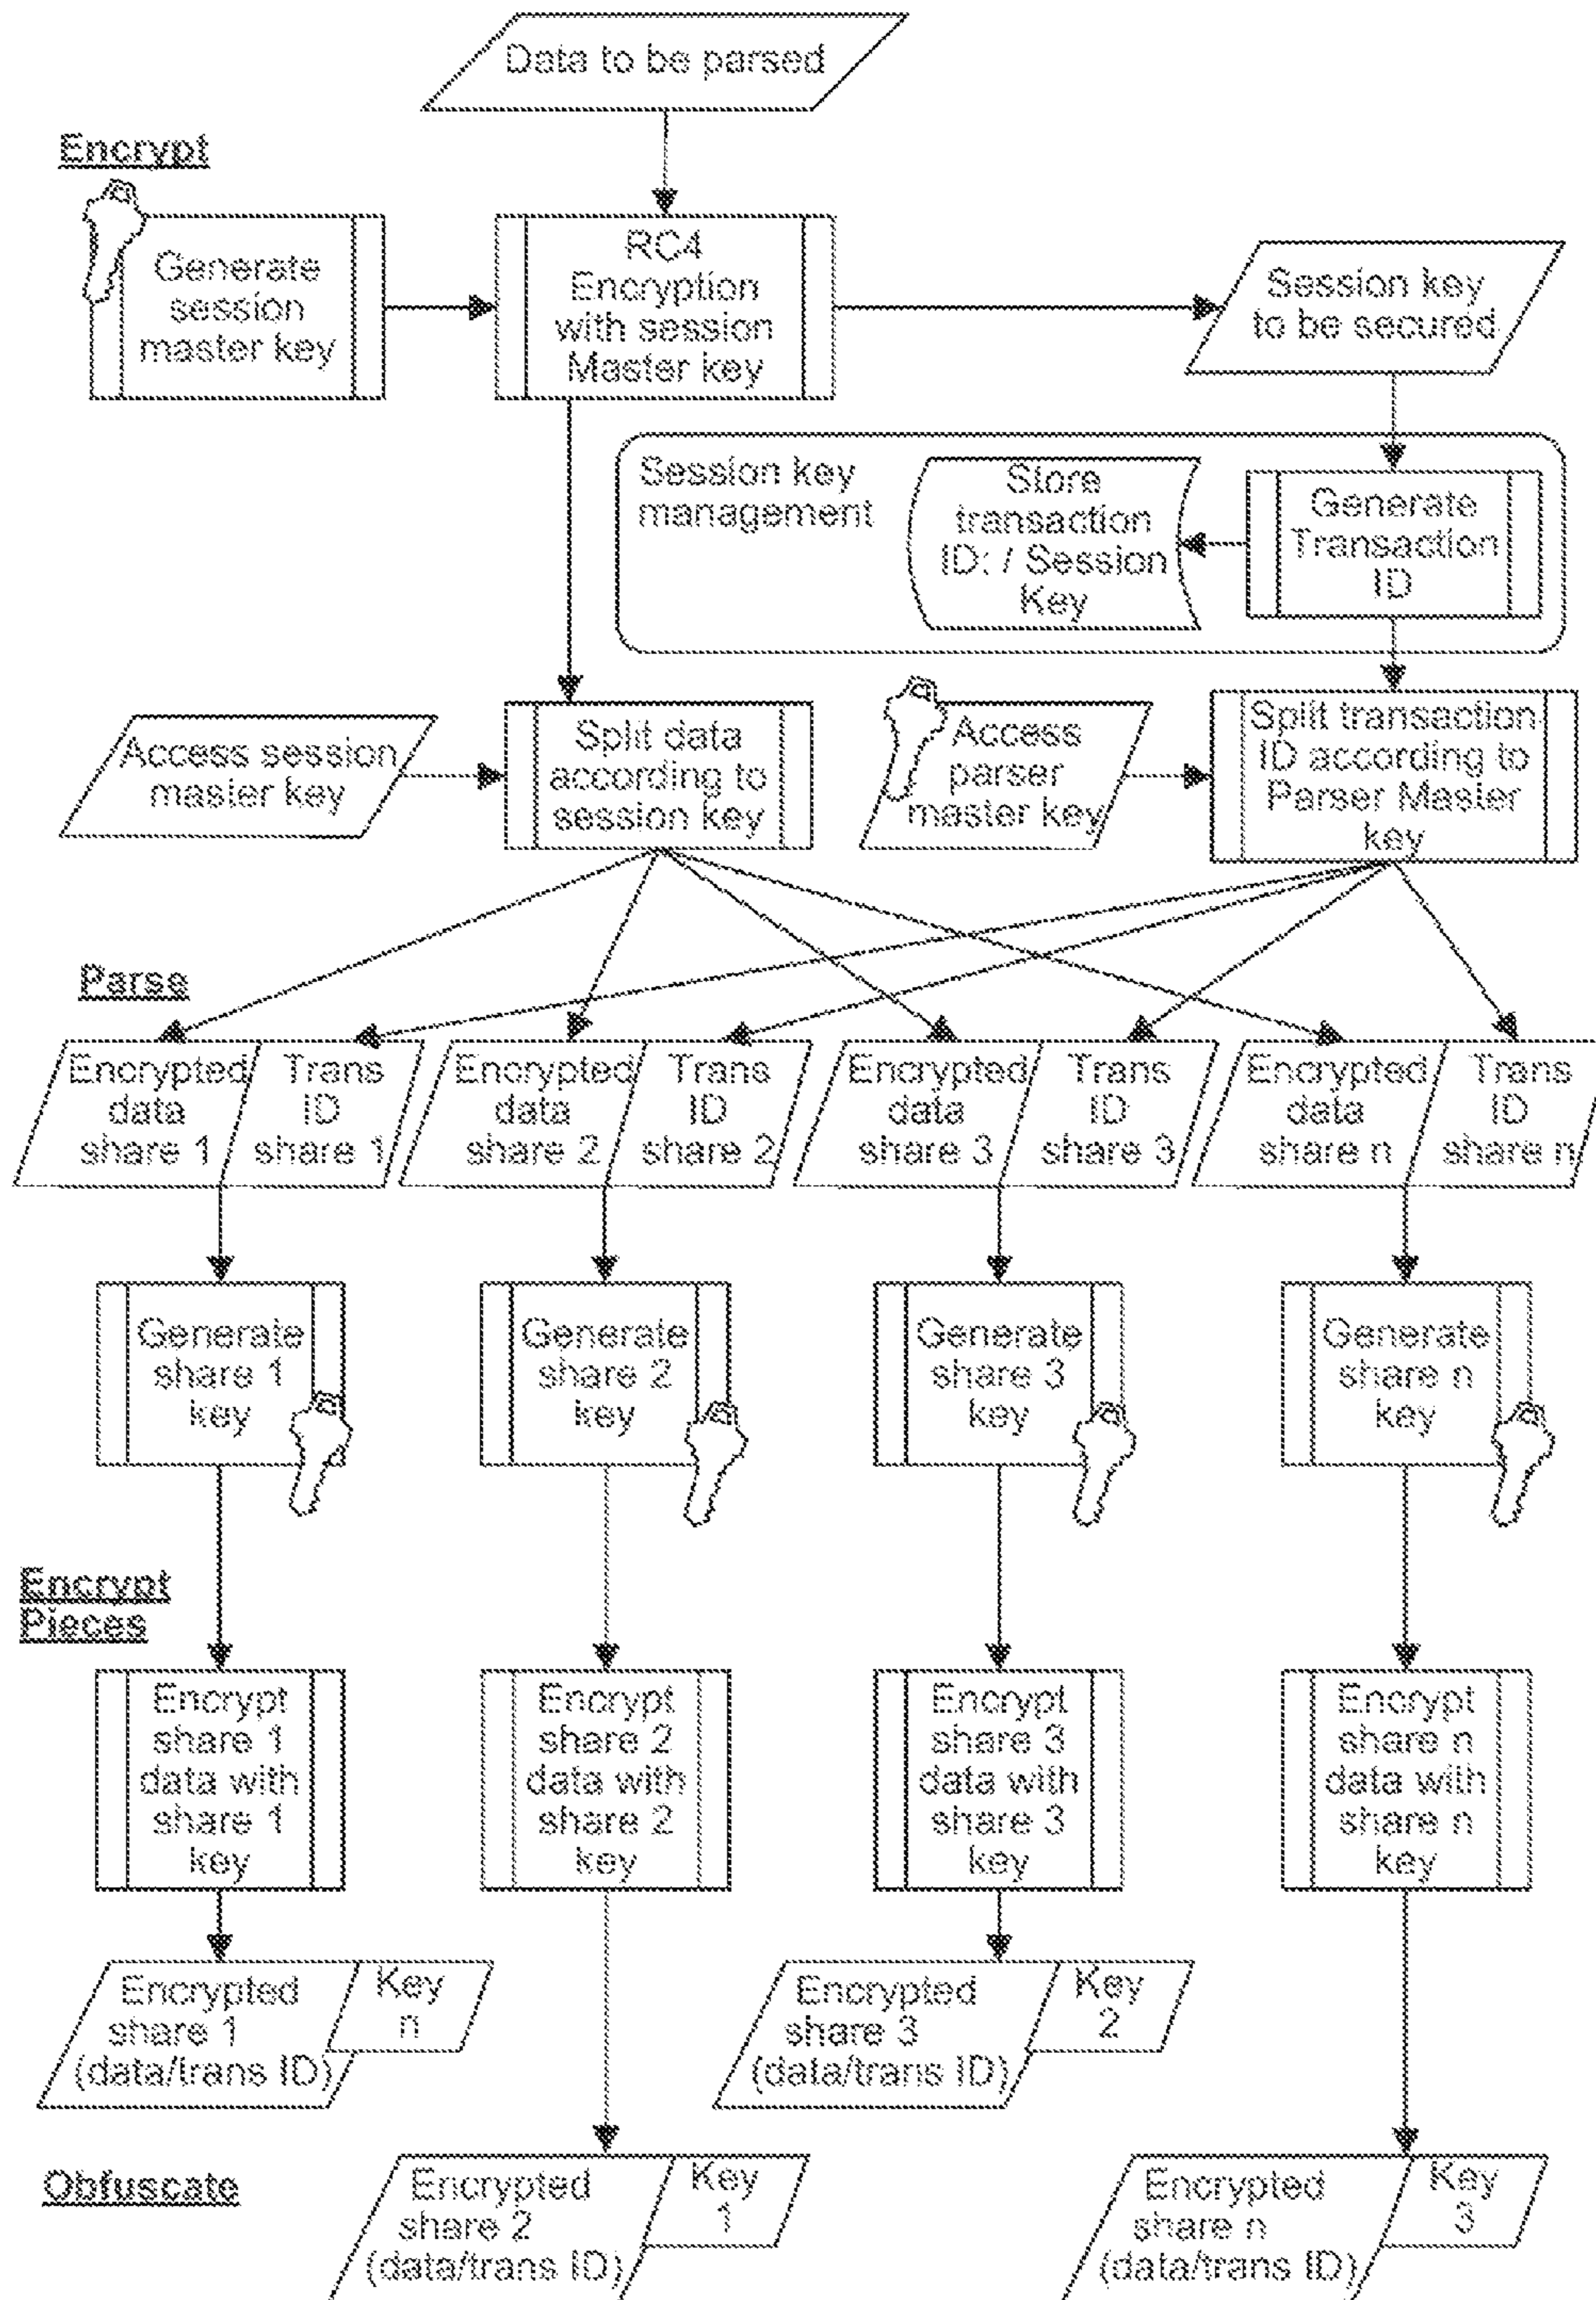 Data to be parsed
Encrypt
Generate
session
master key
RC4
Encryption
with session
Master key
Session key
to be secured
Session key
management
Store
transaction
ID: / Session
Key
Generate
Transaction
ID
Access session
master key
Split data
according to
session key
Access
parser
master key
Split transaction
ID according to
Parser Master
key
Parse
Encrypted
data
share 1
Trans
ID
share 1
Encrypted
data
share 2
Trans
ID
share 2
Encrypted
data
share 3
Trans
ID
share 3
Encrypted
data
share n
Trans
ID
share n
Generate
share 1
key
Generate
share 2
key
Generate
share 3
key
Generate
share n
key
Encrypt
Pieces
Encrypt
share 1
data with
share 1
key
Encrypt
share 2
data with
share 2
key
Encrypt
share 3
data with
share 3
key
Encrypt
share n
data with
share n
key
Encrypted
share 1
(data/trans ID)
Key
n
Encrypted
share 3
(data/trans ID)
Key
2
Obfuscate
Encrypted
share 2
(data/trans ID)
Key
1
Encrypted
share n
(data/trans ID)
Key
3